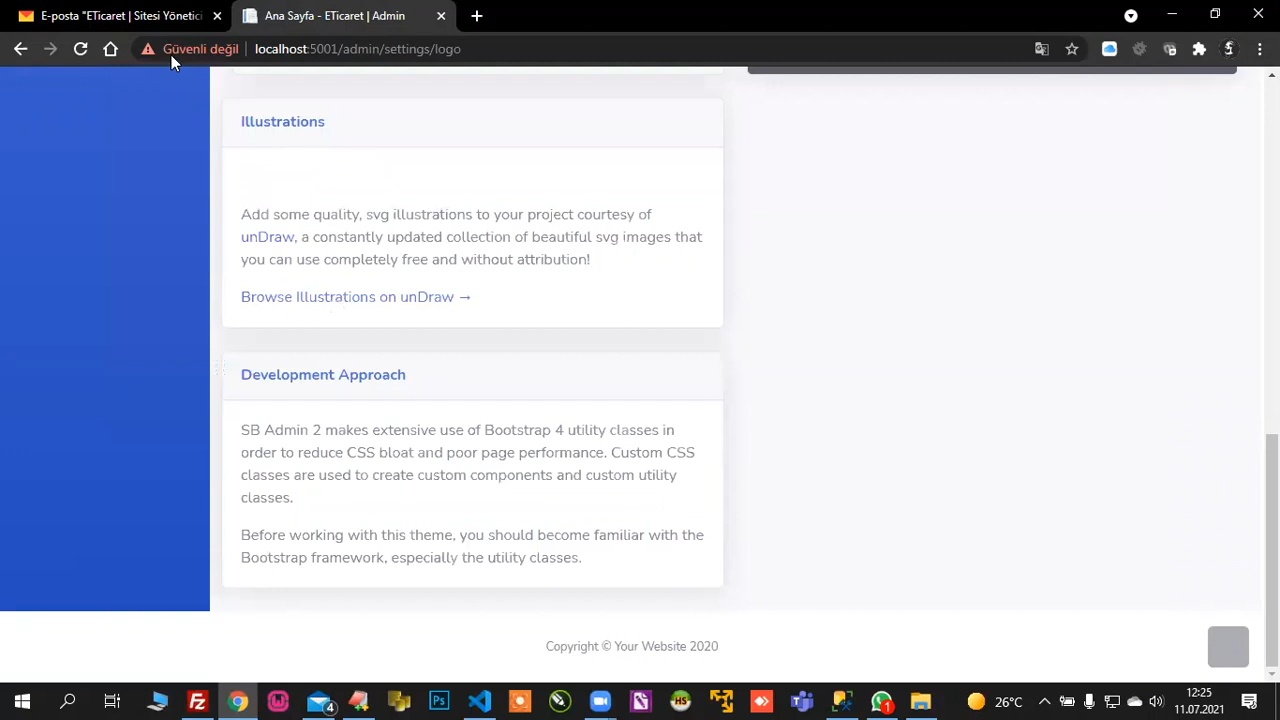 E-posta "ETicaret | Sitesi Yönetici
Ana Sayfa - ETicaret | Admin
Güvenli değil
localhost:5001/admin/settings/logo
Illustrations
Add some quality, svg illustrations to your project courtesy of
unDraw, a constantly updated collection of beautiful svg images that
you can use completely free and without attribution!
Browse Illustrations on unDraw →
Development Approach
SB Admin 2 makes extensive use of Bootstrap 4 utility classes in
order to reduce CSS bloat and poor page performance. Custom CSS
classes are used to create custom components and custom utility
classes.
Before working with this theme, you should become familiar with the
Bootstrap framework, especially the utility classes.
Copyright © Your Website 2020
Fz
4
Ps
HS
1
26°C
12:25
11.07.2021